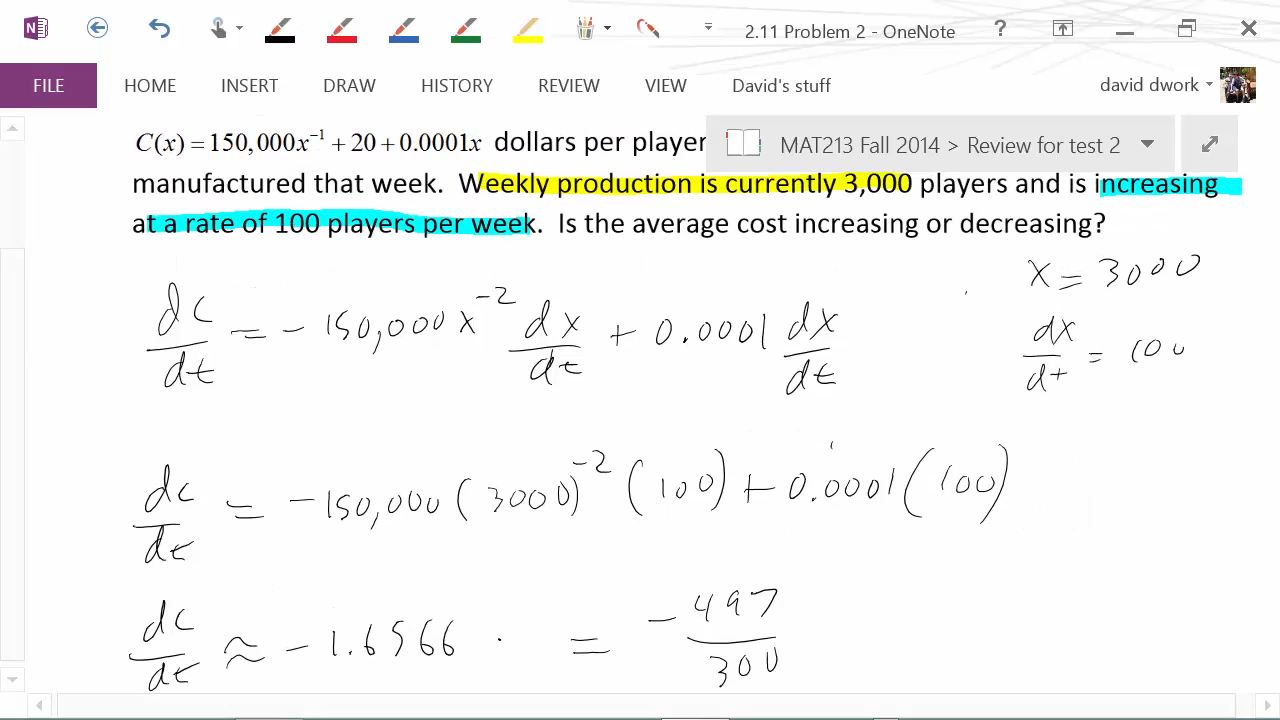 2.11 Problem 2 - OneNote
?
FILE HOME INSERT DRAW HISTORY REVIEW VIEW David's stuff david dwork
MAT213 Fall 2014 > Review for test 2
C(x) = 150,000x⁻¹ + 20 + 0.0001x dollars per player
manufactured that week. Weekly production is currently 3,000 players and is increasing
at a rate of 100 players per week. Is the average cost increasing or decreasing?
x = 3000
dc/dt = - 150,000 x⁻² dx/dt + 0.0001 dx/dt
dx/dt = 100
dc/dt = -150,000 (3000)⁻² (100) + 0.0001 (100)
dc/dt ≈ -1.6566 . = -497/300